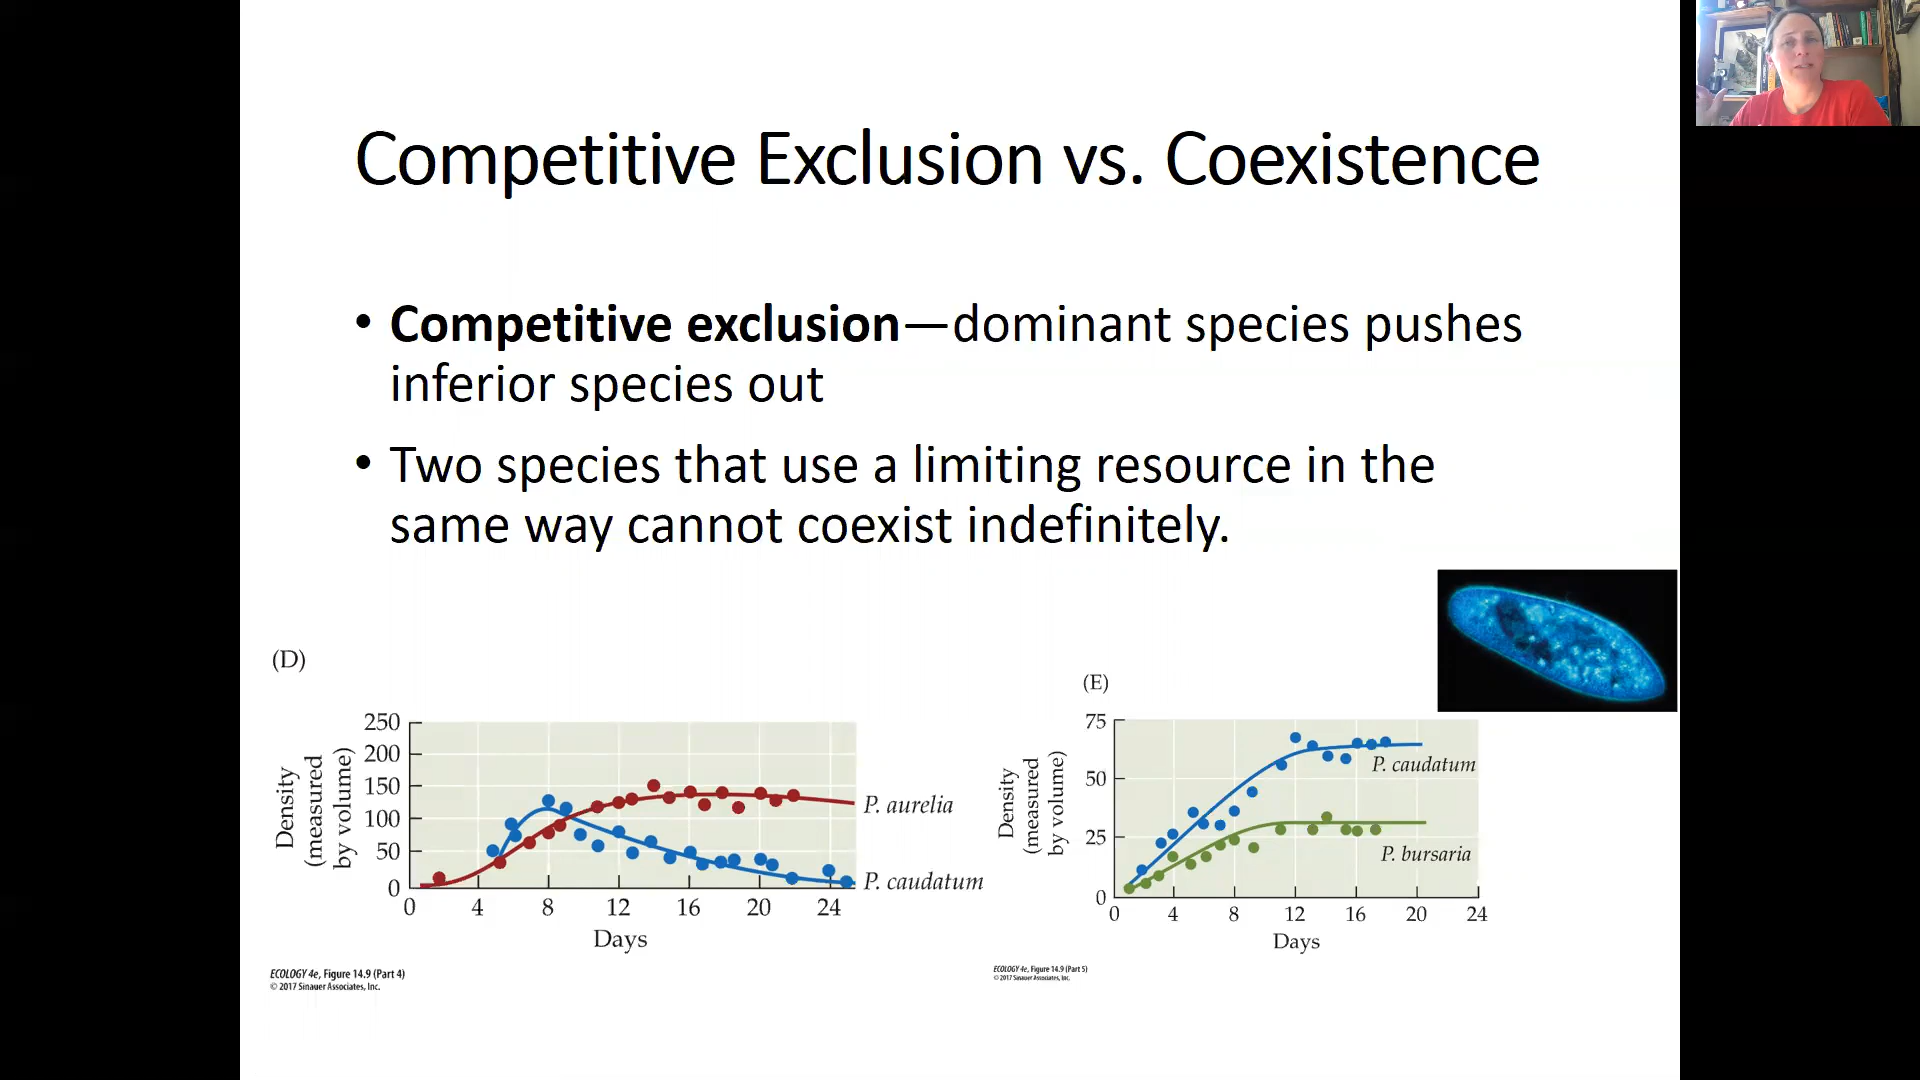 Competitive Exclusion vs. Coexistence
• Competitive exclusion—dominant species pushes
inferior species out
• Two species that use a limiting resource in the
same way cannot coexist indefinitely.
(D)
Density
(measured
by volume)
250
200
150
100
50
0
0 4 8 12 16 20 24
Days
P. aurelia
P. caudatum
ECOLOGY 4e, Figure 14.9 (Part 4)
© 2017 Sinauer Associates, Inc.
(E)
Density
(measured
by volume)
75
50
25
0
0 4 8 12 16 20 24
Days
P. caudatum
P. bursaria
ECOLOGY 4e, Figure 14.9 (Part 5)
© 2017 Sinauer Associates, Inc.